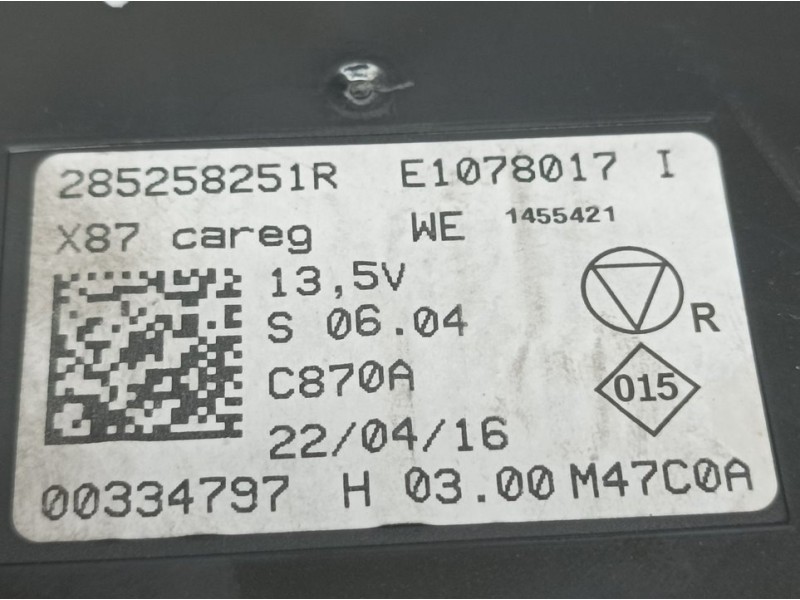 285258251R E1078017 I
X87 careg WE 1455421
13,5V
S 06.04
R
C870A
015
22/04/16
00334797 H 03.00 M47C0A